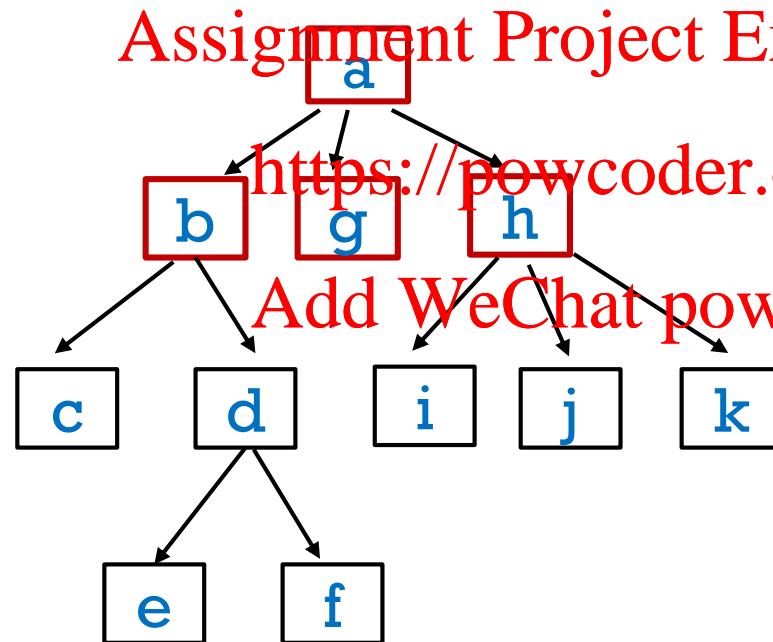 Assignment Project E
a
https://powcoder.
b g h
Add WeChat pow
c d i j k
e f